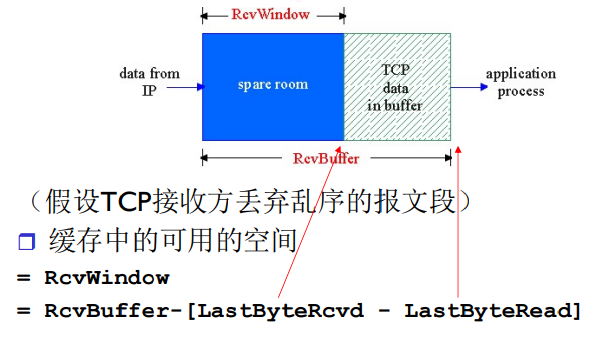 RcvWindow
data from
IP
spare room
TCP
data
in buffer
application
process
RcvBuffer
（假设TCP接收方丢弃乱序的报文段）
缓存中的可用的空间
= RcvWindow
= RcvBuffer-[LastByteRcvd - LastByteRead]